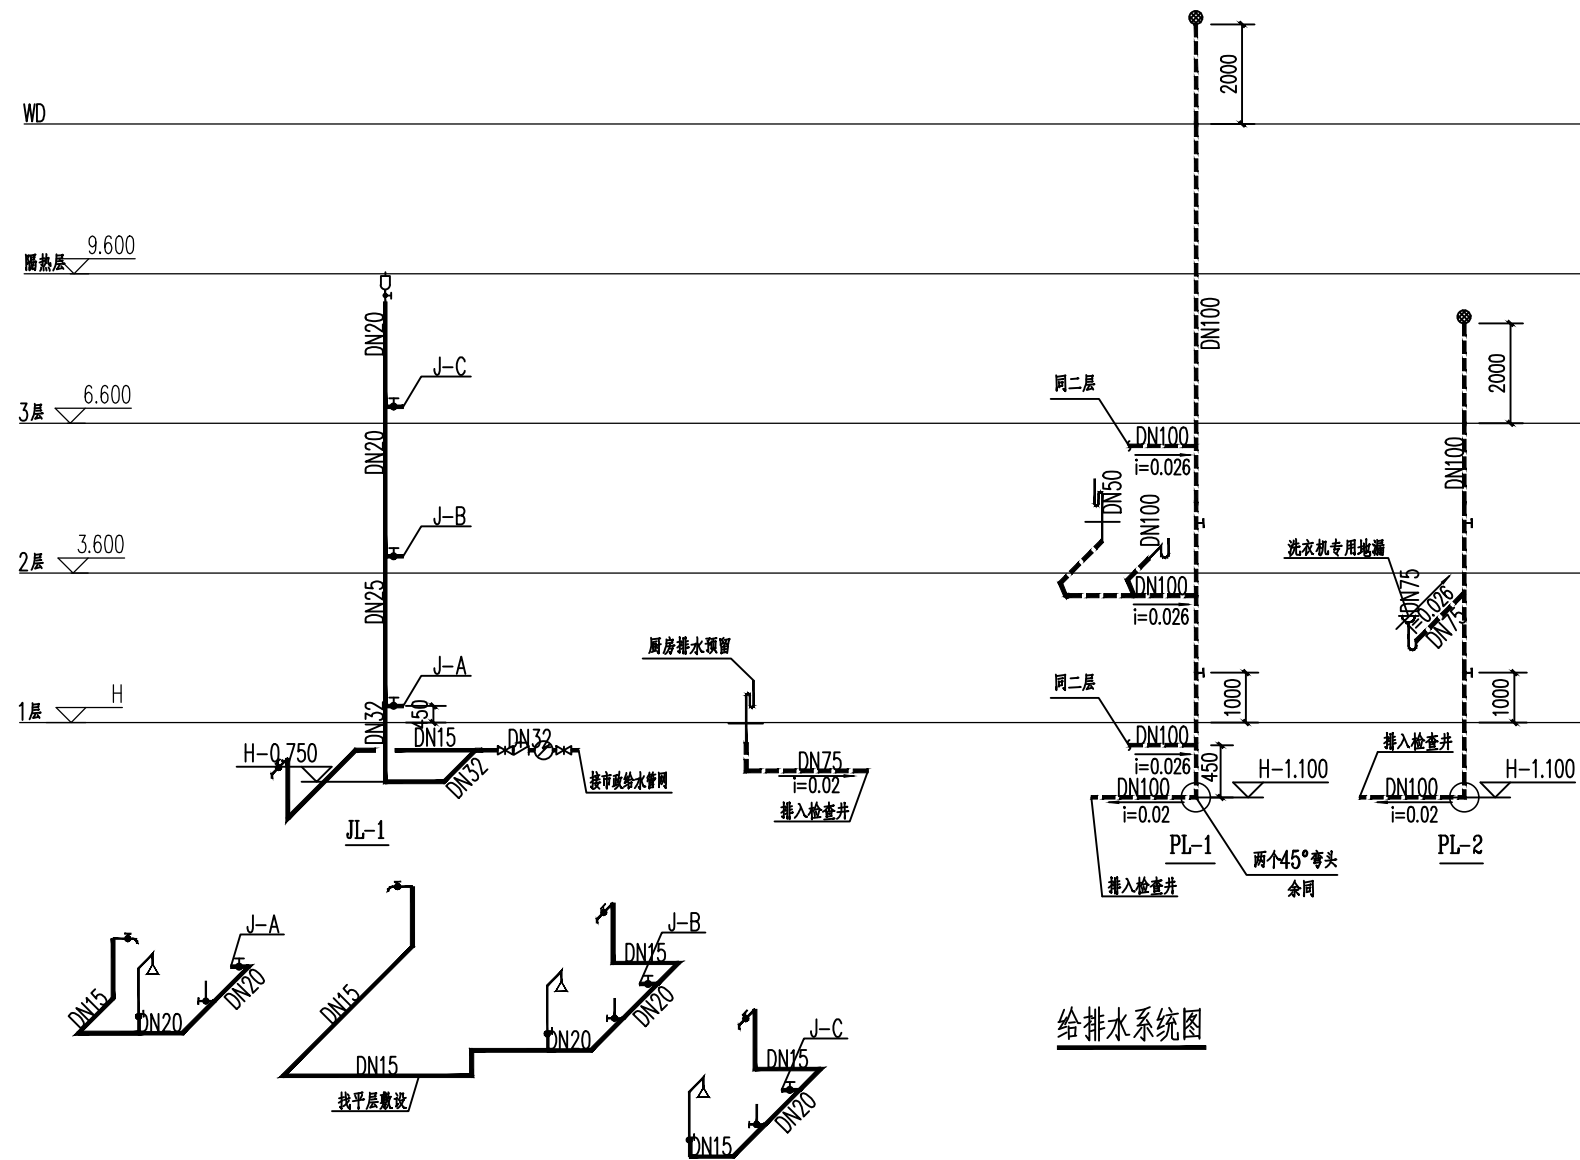 WD
2000
9.600
隔热层
DN20
DN100
2000
J-C
6.600
3层
同二层
DN100
i=0.026
DN20
DN100
DN50
DN100
J-B
3.600
2层
洗衣机专用地漏
DN75
i=0.026
DN75
DN100
i=0.026
DN25
厨房排水预留
J-A
H
1层
450
DN32
同二层
1000
1000
DN15
DN32
H-0.750
DN32
接市政给水管网
DN75
i=0.02
排入检查井
DN100
i=0.026
450
H-1.100
DN100
i=0.02
排入检查井
H-1.100
DN100
i=0.02
JL-1
PL-1
PL-2
两个45°弯头
余同
排入检查井
J-A
DN15
DN20
DN20
J-B
DN15
DN15
DN20
DN20
DN15
找平层敷设
J-C
DN15
DN20
DN15
给排水系统图